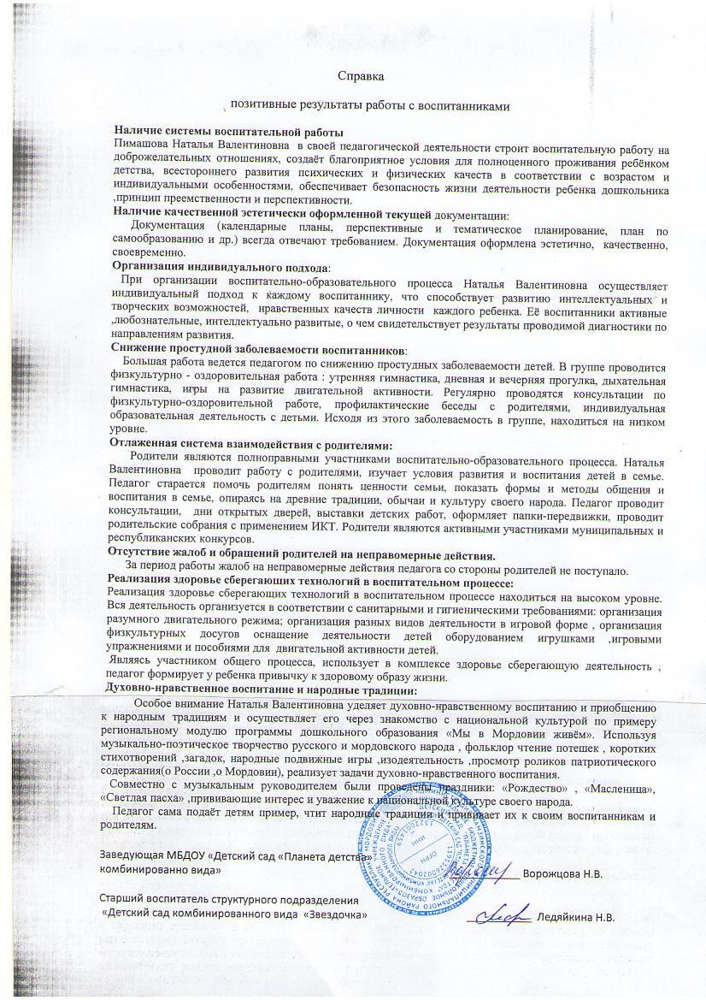 Справка
позитивные результаты работы с воспитанниками
Наличие системы воспитательной работы
Пимашова Наталья Валентиновна в своей педагогической деятельности строит воспитательную работу на
доброжелательных отношениях, создаёт благоприятное условия для полноценного проживания ребёнком
детства, всестороннего развития психических и физических качеств в соответствии с возрастом и
индивидуальными особенностями, обеспечивает безопасность жизни деятельности ребенка дошкольника
,принцип преемственности и перспективности.
Наличие качественной эстетически оформленной текущей документации:
Документация (календарные планы, перспективные и тематическое планирование, план по
самообразованию и др.) всегда отвечают требованием. Документация оформлена эстетично, качественно,
своевременно.
Организация индивидуального подхода:
При организации воспитательно-образовательного процесса Наталья Валентиновна осуществляет
индивидуальный подход к каждому воспитаннику, что способствует развитию интеллектуальных и
творческих возможностей, нравственных качеств личности каждого ребенка. Её воспитанники активные
,любознательные, интеллектуально развитые, о чем свидетельствует результаты проводимой диагностики по
направлениям развития.
Снижение простудной заболеваемости воспитанников:
Большая работа ведется педагогом по снижению простудных заболеваемости детей. В группе проводится
физкультурно - оздоровительная работа : утренняя гимнастика, дневная и вечерняя прогулка, дыхательная
гимнастика, игры на развитие двигательной активности. Регулярно проводятся консультации по
физкультурно-оздоровительной работе, профилактические беседы с родителями, индивидуальная
образовательная деятельность с детьми. Исходя из этого заболеваемость в группе, находиться на низком
уровне.
Отлаженная система взаимодействия с родителями:
Родители являются полноправными участниками воспитательно-образовательного процесса. Наталья
Валентиновна проводит работу с родителями, изучает условия развития и воспитания детей в семье.
Педагог старается помочь родителям понять ценности семьи, показать формы и методы общения и
воспитания в семье, опираясь на древние традиции, обычаи и культуру своего народа. Педагог проводит
консультации, дни открытых дверей, выставки детских работ, оформляет папки-передвижки, проводит
родительские собрания с применением ИКТ. Родители являются активными участниками муниципальных и
республиканских конкурсов.
Отсутствие жалоб и обращений родителей на неправомерные действия.
За период работы жалоб на неправомерные действия педагога со стороны родителей не поступало.
Реализация здоровье сберегающих технологий в воспитательном процессе:
Реализация здоровье сберегающих технологий в воспитательном процессе находиться на высоком уровне.
Вся деятельность организуется в соответствии с санитарными и гигиеническими требованиями: организация
разумного двигательного режима; организация разных видов деятельности в игровой форме , организация
физкультурных досугов оснащение деятельности детей оборудованием игрушками ,игровыми
упражнениями и пособиями для двигательной активности детей.
Являясь участником общего процесса, использует в комплексе здоровье сберегающую деятельность ,
педагог формирует у ребенка привычку к здоровому образу жизни.
Духовно-нравственное воспитание и народные традиции:
Особое внимание Наталья Валентиновна уделяет духовно-нравственному воспитанию и приобщению
к народным традициям и осуществляет его через знакомство с национальной культурой по примеру
региональному модулю программы дошкольного образования «Мы в Мордовии живём». Используя
музыкально-поэтическое творчество русского и мордовского народа , фольклор чтение потешек , коротких
стихотворений ,загадок, народные подвижные игры ,изодеятельность ,просмотр роликов патриотического
содержания(о России ,о Мордовии), реализует задачи духовно-нравственного воспитания.
Совместно с музыкальным руководителем были проведены праздники: «Рождество» , «Масленица»,
«Светлая пасха» ,прививающие интерес и уважение к национальной культуре своего народа.
Педагог сама подаёт детям пример, чтит народные традиции и прививает их к своим воспитанникам и
родителям.
Заведующая МБДОУ «Детский сад «Планета детства»
комбинированно вида»
Ворожцова Н.В.
Старший воспитатель структурного подразделения
«Детский сад комбинированного вида «Звездочка»
Ледяйкина Н.В.
ИНН
ОГРН